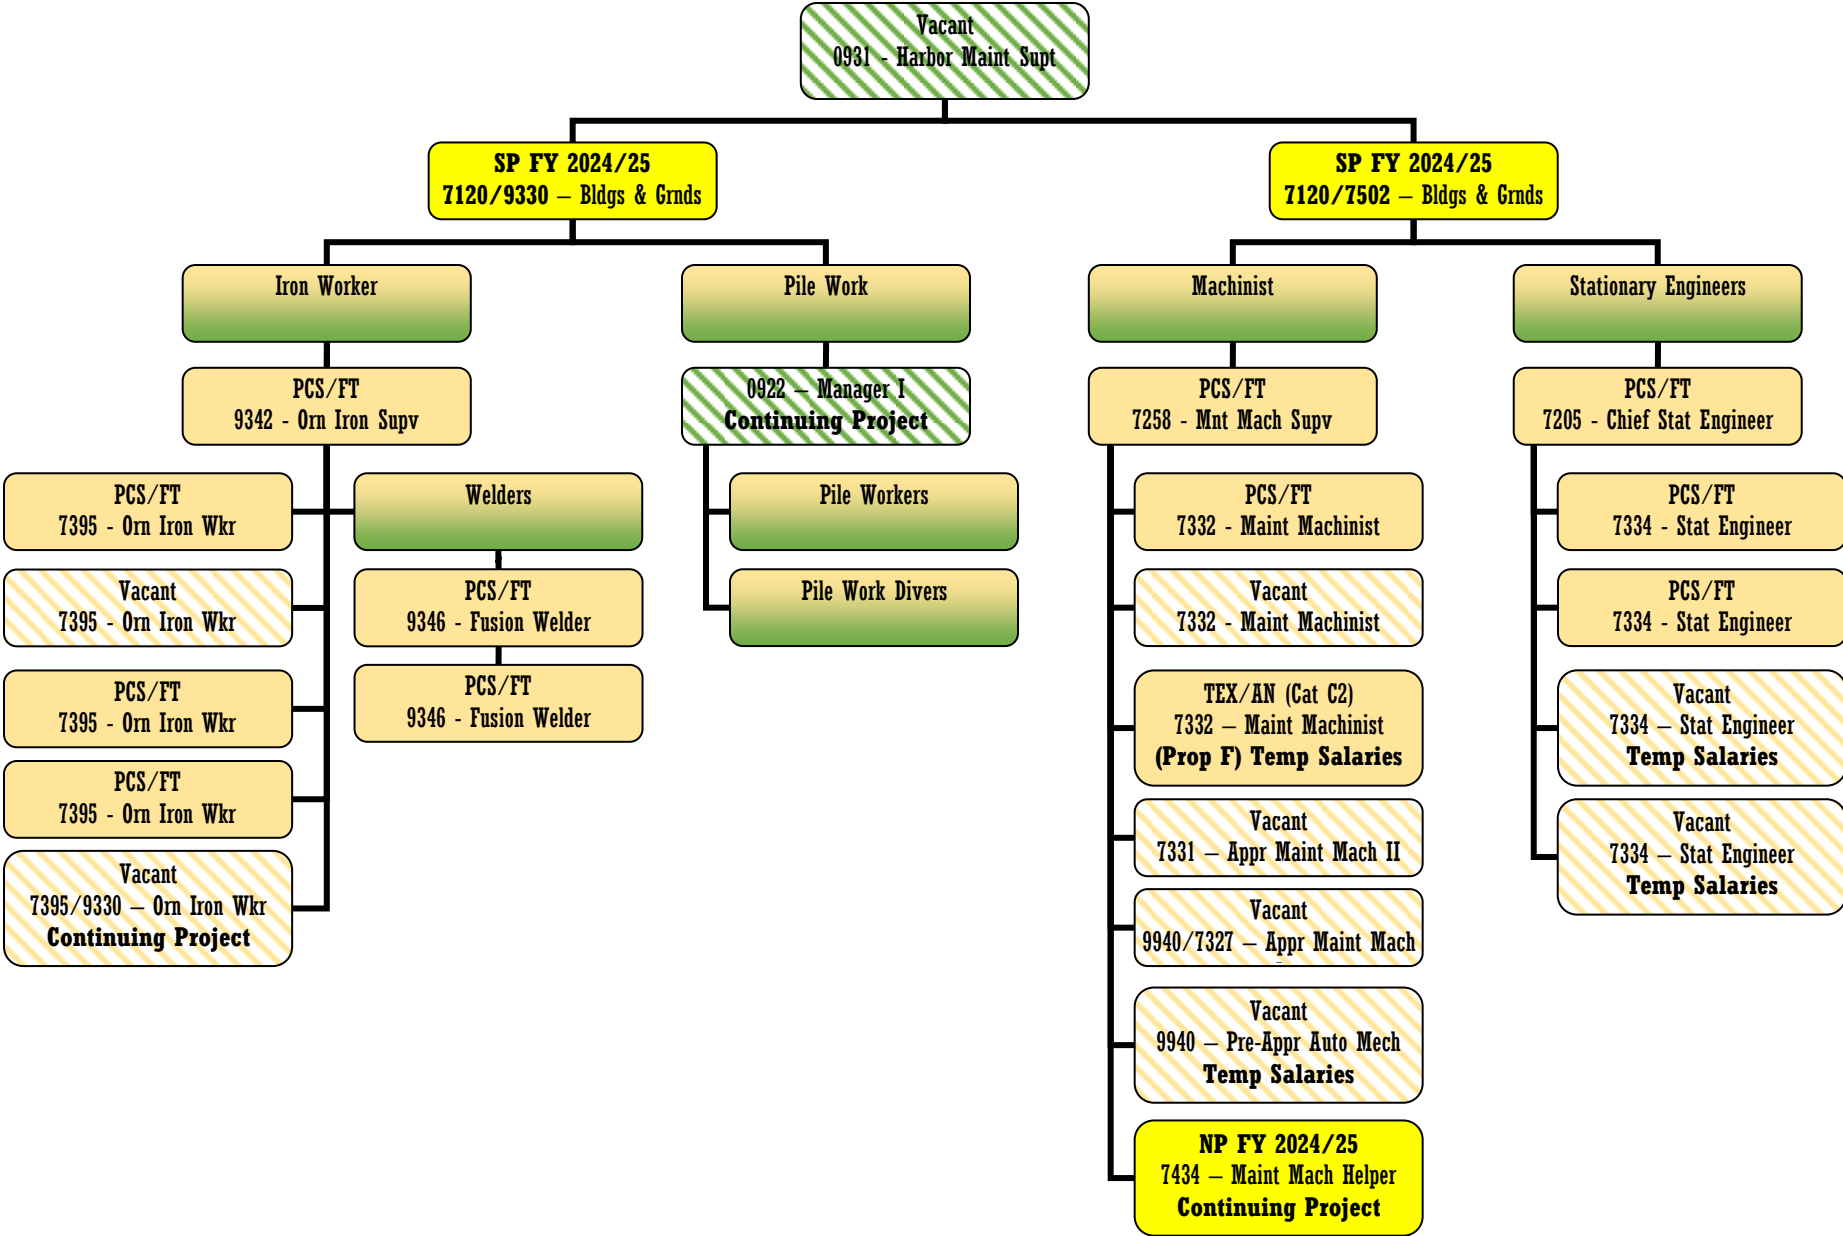 Vacant
0931 - Harbor Maint Supt
SP FY 2024/25
7120/9330 – Bldgs & Grnds
SP FY 2024/25
7120/7502 – Bldgs & Grnds
Iron Worker
Pile Work
Machinist
Stationary Engineers
PCS/FT
9342 - Orn Iron Supv
0922 – Manager I
Continuing Project
PCS/FT
7258 - Mnt Mach Supv
PCS/FT
7205 - Chief Stat Engineer
PCS/FT
7395 - Orn Iron Wkr
Vacant
7395 - Orn Iron Wkr
PCS/FT
7395 - Orn Iron Wkr
PCS/FT
7395 - Orn Iron Wkr
Vacant
7395/9330 – Orn Iron Wkr
Continuing Project
Welders
PCS/FT
9346 - Fusion Welder
PCS/FT
9346 - Fusion Welder
Pile Workers
Pile Work Divers
PCS/FT
7332 - Maint Machinist
Vacant
7332 - Maint Machinist
TEX/AN (Cat C2)
7332 – Maint Machinist
(Prop F) Temp Salaries
Vacant
7331 – Appr Maint Mach II
Vacant
9940/7327 – Appr Maint Mach
Vacant
9940 – Pre-Appr Auto Mech
Temp Salaries
NP FY 2024/25
7434 – Maint Mach Helper
Continuing Project
PCS/FT
7334 - Stat Engineer
PCS/FT
7334 - Stat Engineer
Vacant
7334 – Stat Engineer
Temp Salaries
Vacant
7334 – Stat Engineer
Temp Salaries